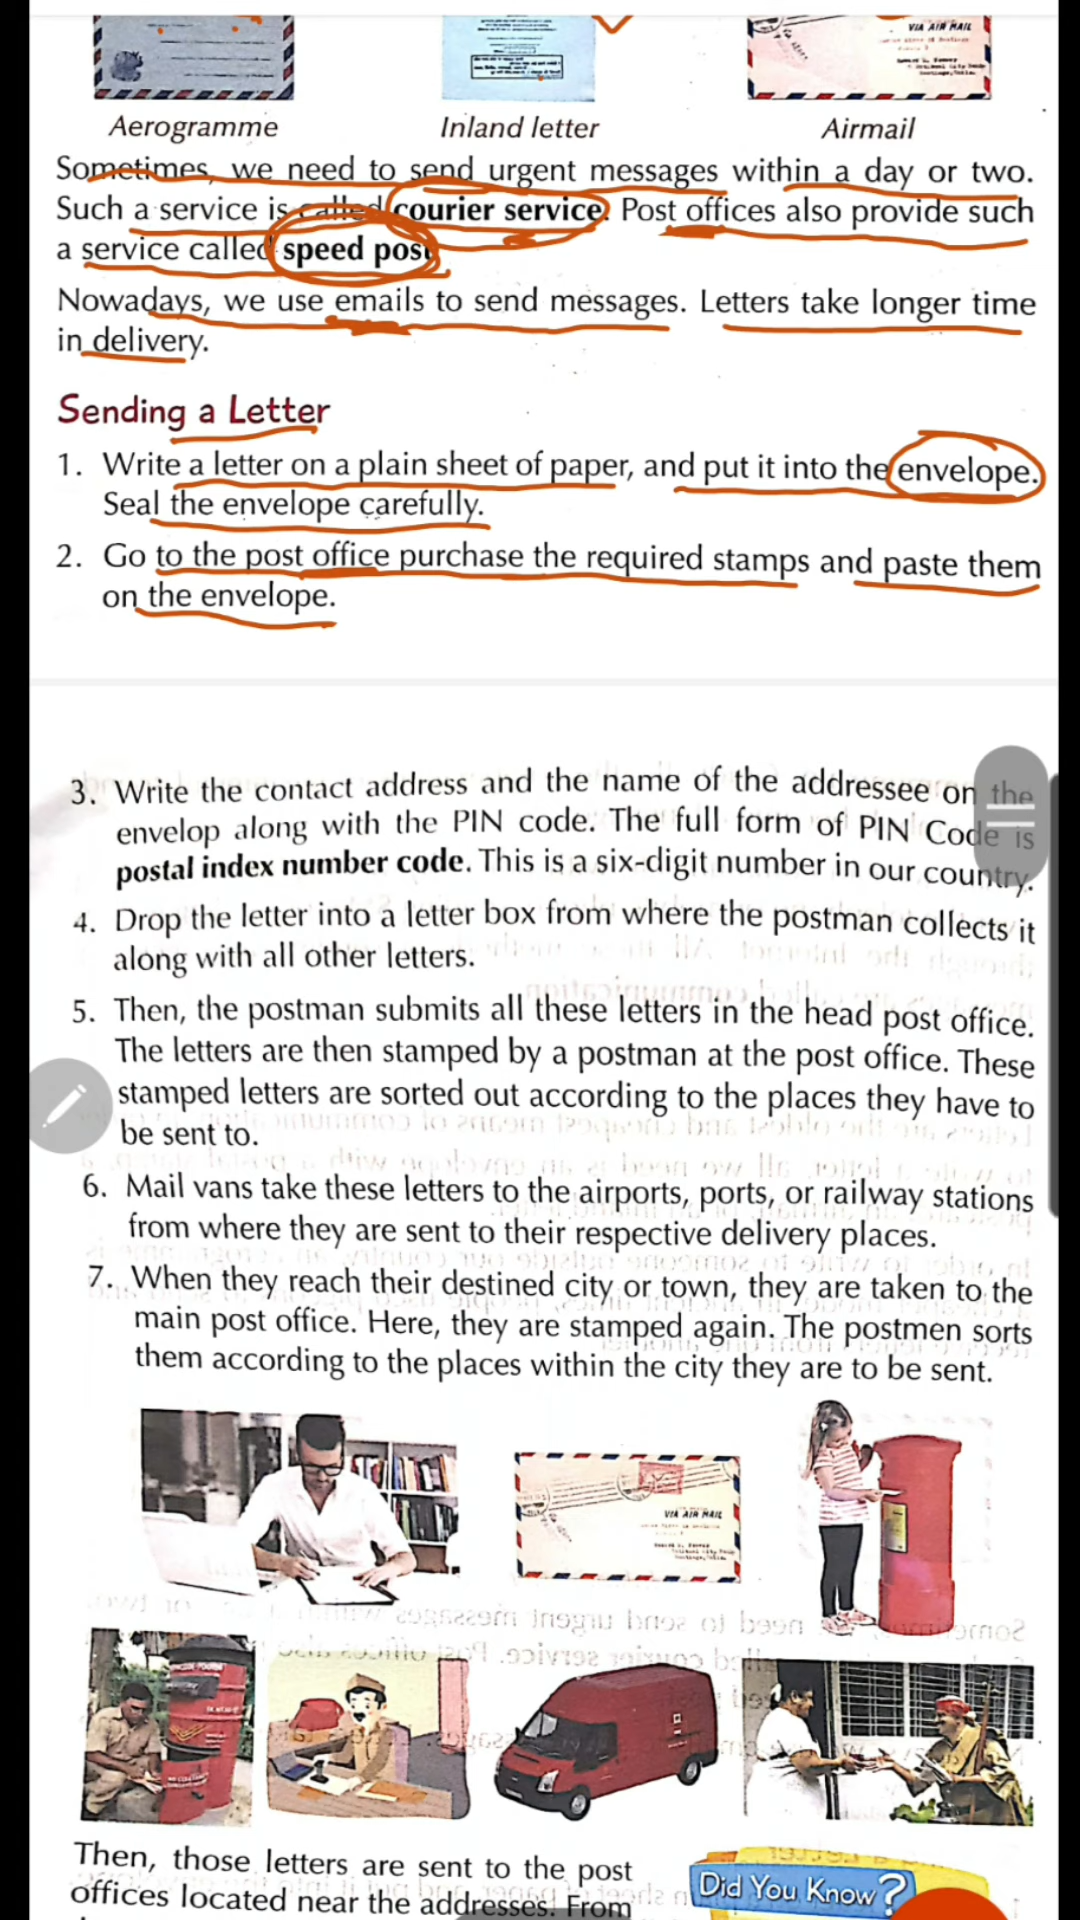 VIA AIR MAIL
Aerogramme Inland letter Airmail
Sometimes, we need to send urgent messages within a day or two.
Such a service is called courier service. Post offices also provide such
a service called speed post
Nowadays, we use emails to send messages. Letters take longer time
in delivery.
Sending a Letter
1. Write a letter on a plain sheet of paper, and put it into the envelope.
Seal the envelope carefully.
2. Go to the post office purchase the required stamps and paste them
on the envelope.
3. Write the contact address and the name of the addressee on the
envelop along with the PIN code. The full form of PIN Code is
postal index number code. This is a six-digit number in our country.
4. Drop the letter into a letter box from where the postman collects it
along with all other letters.
5. Then, the postman submits all these letters in the head post office.
The letters are then stamped by a postman at the post office. These
stamped letters are sorted out according to the places they have to
be sent to.
6. Mail vans take these letters to the airports, ports, or railway stations
from where they are sent to their respective delivery places.
7. When they reach their destined city or town, they are taken to the
main post office. Here, they are stamped again. The postmen sorts
them according to the places within the city they are to be sent.
VIA AIR MAIL
Then, those letters are sent to the post
offices located near the addresses. From
Did You Know?